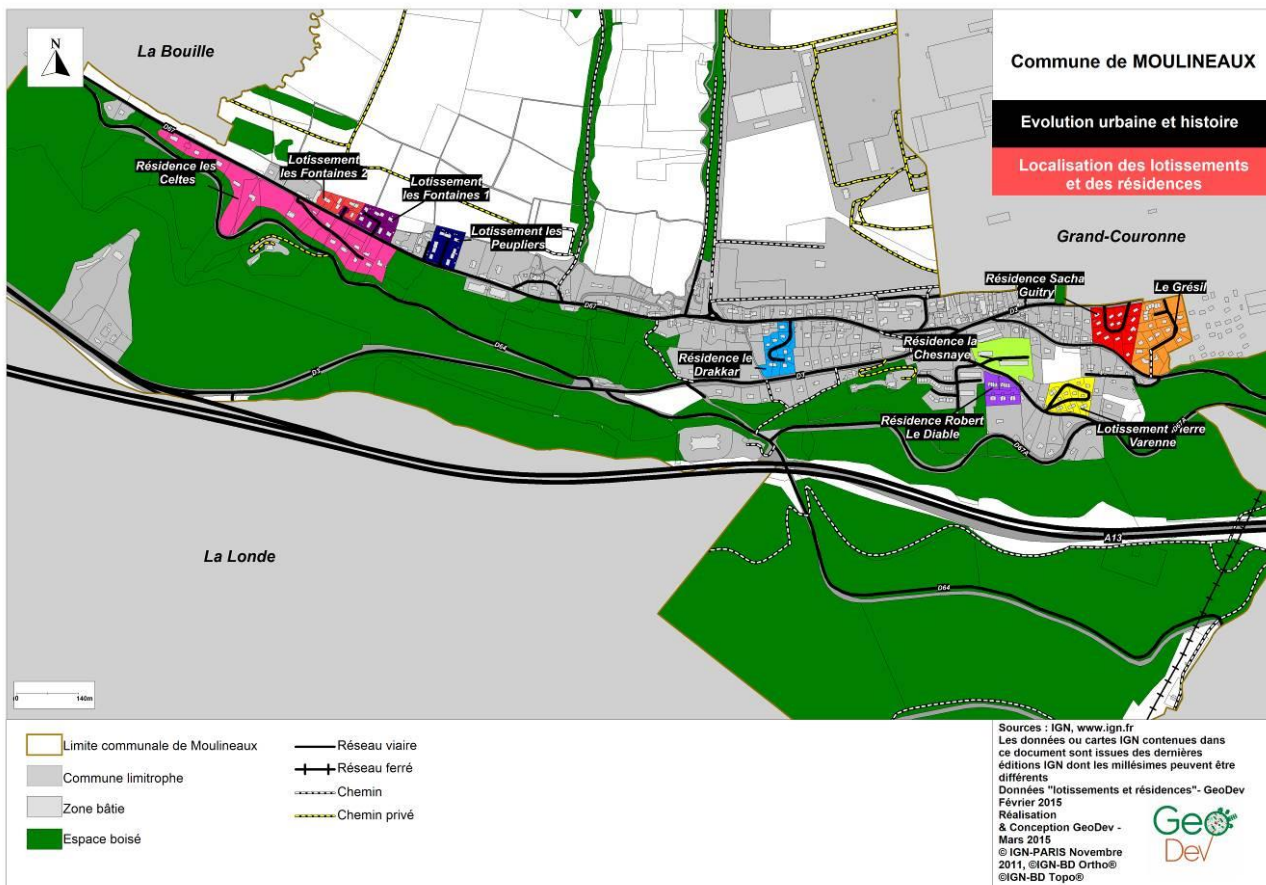 N
La Bouille
Commune de MOULINEAUX
Evolution urbaine et histoire
Localisation des lotissements
et des résidences
D67
Résidence les
Celtes
Lotissement
les Fontaines 2
Lotissement
les Fontaines 1
Lotissement les
Peupliers
Grand-Couronne
Résidence Sacha
Guitry
Le Grésil
D67
D3
D64
D3
Résidence le
Drakkar
D3
Résidence la
Chesnaye
Résidence Robert
Le Diable
Lotissement Pierre
Varenne
D67A
D67A
La Londe
A13
D64
0
140m
Limite communale de Moulineaux
Commune limitrophe
Zone bâtie
Espace boisé
Réseau viaire
Réseau ferré
Chemin
Chemin privé
Sources : IGN, www.ign.fr
Les données ou cartes IGN contenues dans
ce document sont issues des dernières
éditions IGN dont les millésimes peuvent être
différents
Données "lotissements et résidences"- GeoDev
Février 2015
Réalisation
& Conception GeoDev -
Mars 2015
© IGN-PARIS Novembre
2011, ©IGN-BD Ortho®
©IGN-BD Topo®
Geo
Dev